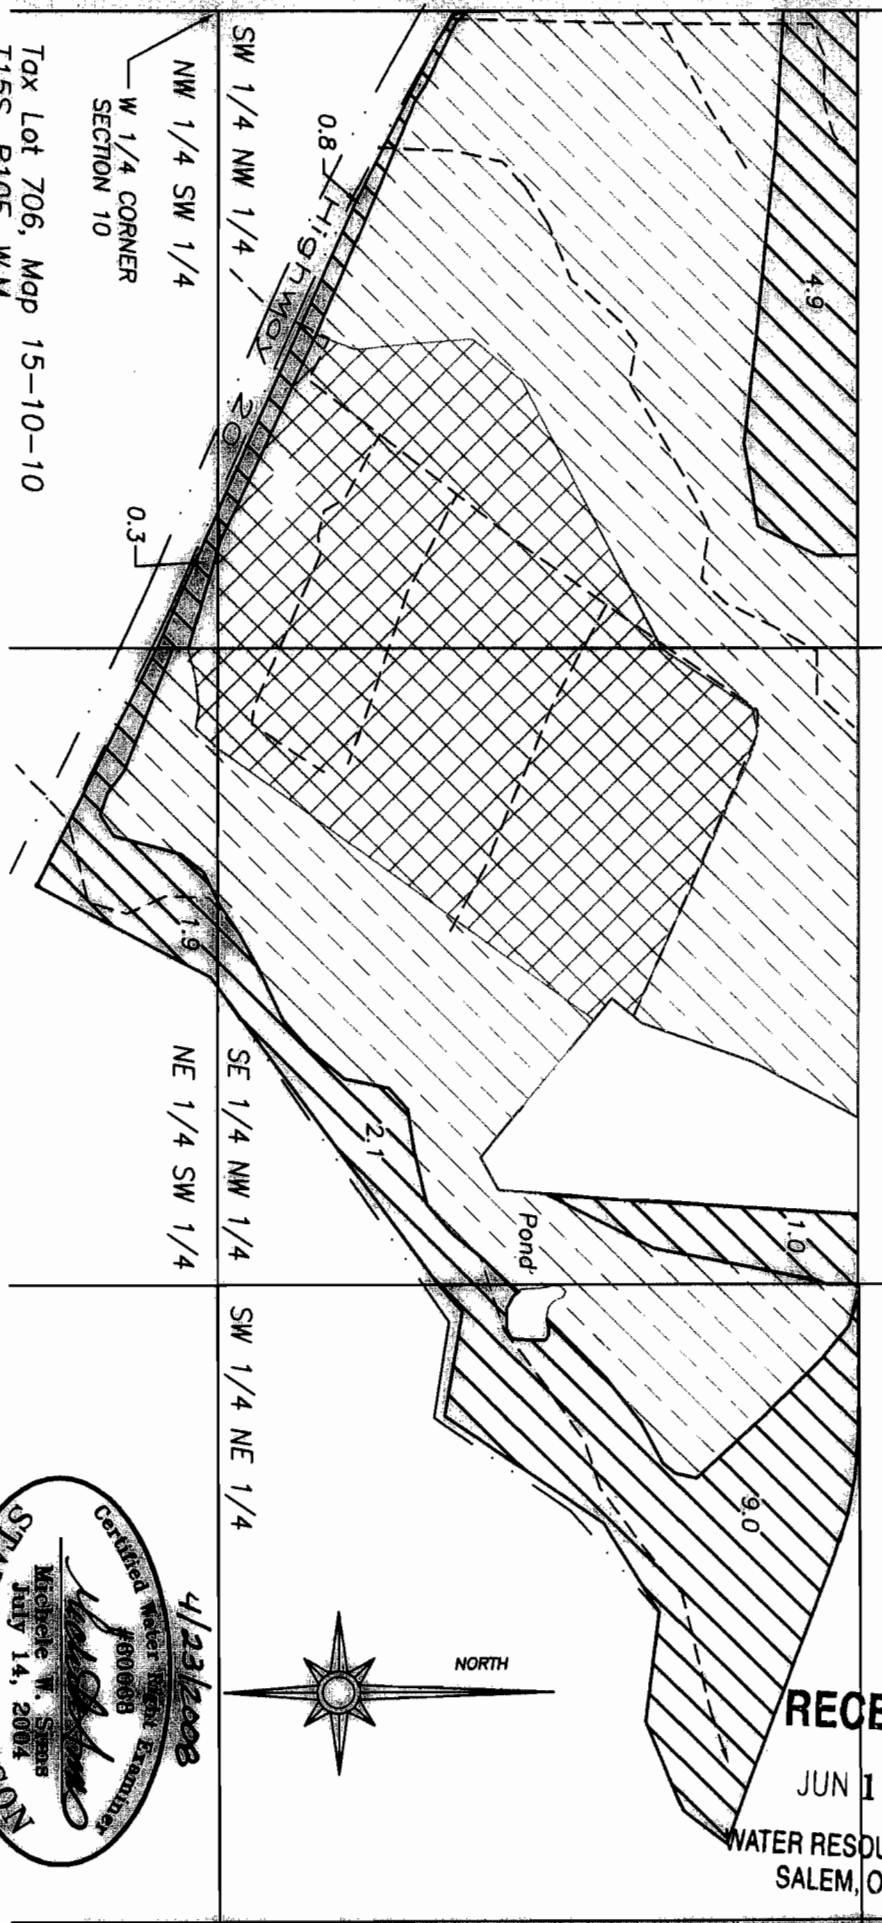 SW 1/4 NW 1/4
NW 1/4 SW 1/4
W 1/4 CORNER
SECTION 10
Tax Lot 706, Map 15-10-10
0.8
Highway 20
0.3
4.9
1.9
SE 1/4 NW 1/4
NE 1/4 SW 1/4
2.1
1.0
Pond
SW 1/4 NE 1/4
9.0
NORTH
4/23/2008
Certified Water Right Examiner
Michele W.
July 14, 2004
RECE
JUN 1
WATER RESOU
SALEM, O